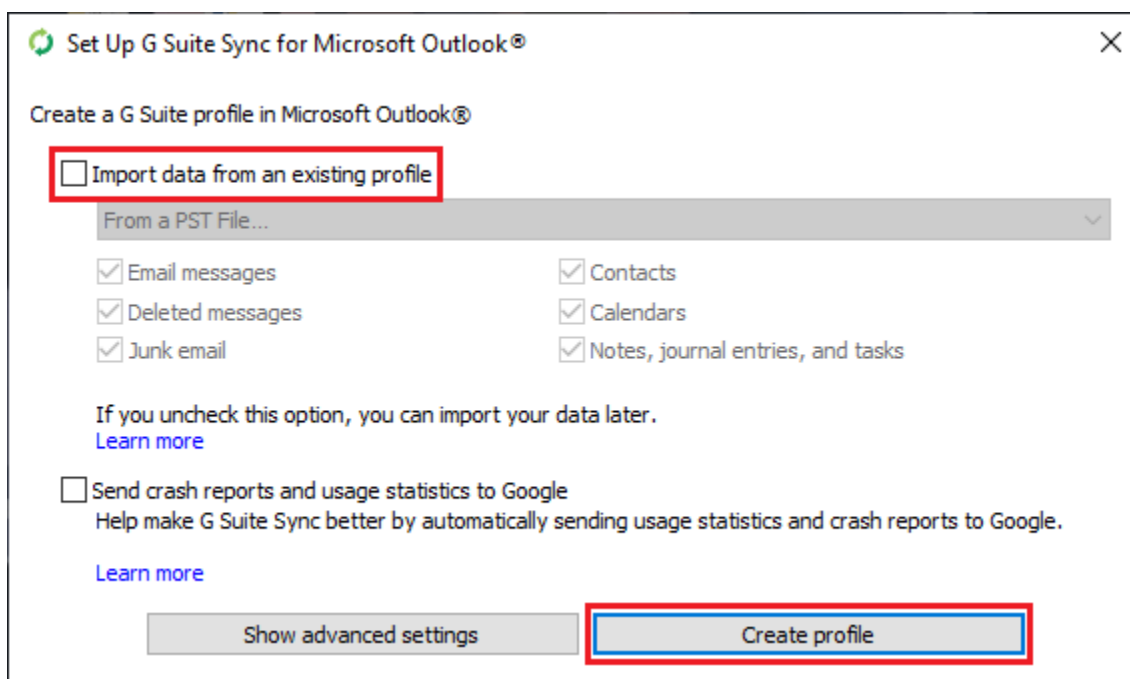 Set Up G Suite Sync for Microsoft Outlook®
Create a G Suite profile in Microsoft Outlook®
Import data from an existing profile
From a PST File...
Email messages
Contacts
Deleted messages
Calendars
Junk email
Notes, journal entries, and tasks
If you uncheck this option, you can import your data later.
Learn more
Send crash reports and usage statistics to Google
Help make G Suite Sync better by automatically sending usage statistics and crash reports to Google.
Learn more
Show advanced settings
Create profile